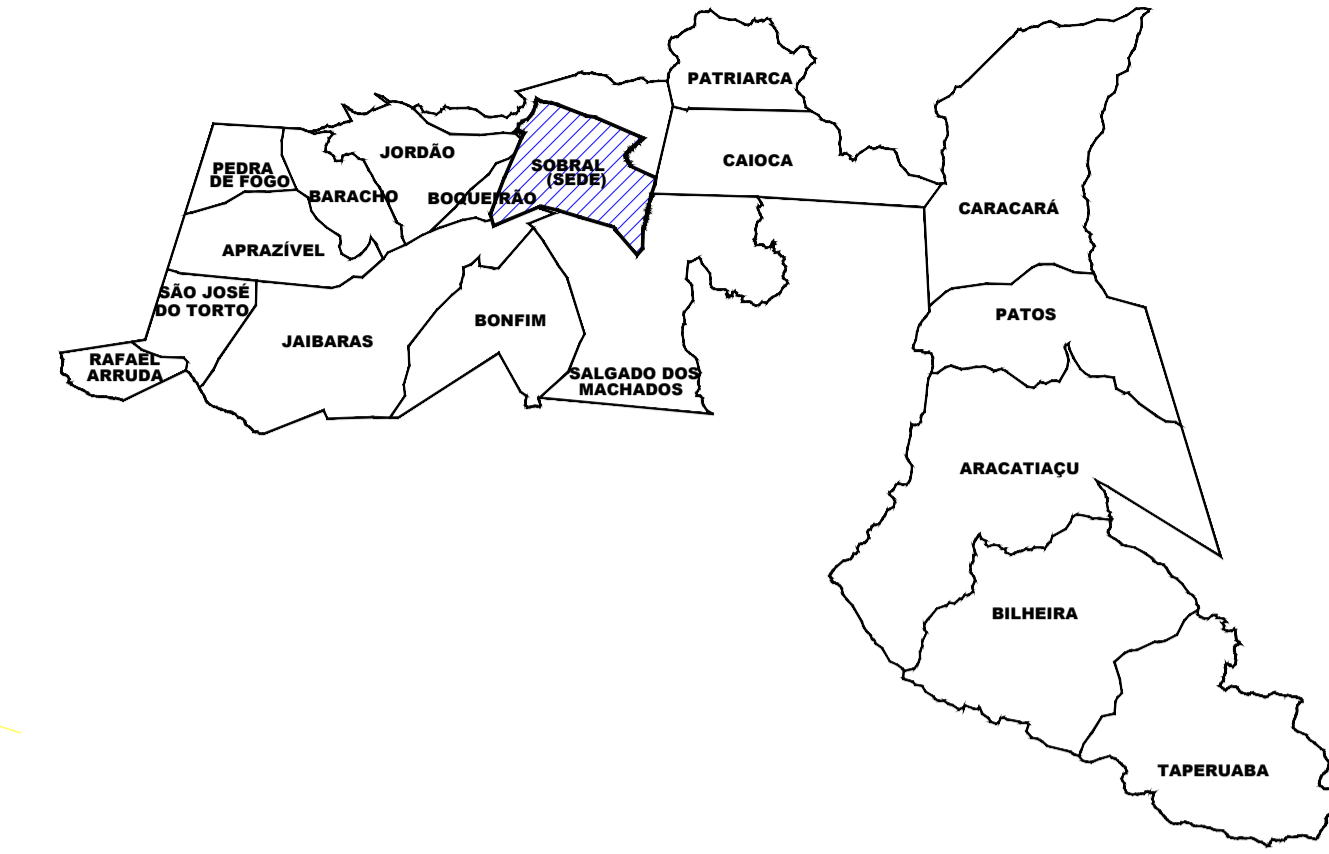 PATRIARCA
CAIOCA
CARACARÁ
JORDÃO
SOBRAL
(SEDE)
PEDRA
DE FOGO
BARACHO
BOQUEIRÃO
APRAZÍVEL
SÃO JOSÉ
DO TORTO
JAIBARAS
BONFIM
PATOS
RAFAEL
ARRUDA
SALGADO DOS
MACHADOS
ARACATIAÇU
BILHEIRA
TAPERUABA